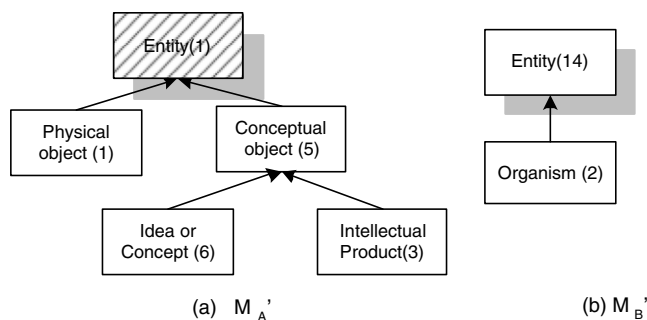 Entity(1)
Physical
object (1)
Conceptual
object (5)
Idea or
Concept (6)
Intellectual
Product(3)
(a) M A'
Entity(14)
Organism (2)
(b) M B'